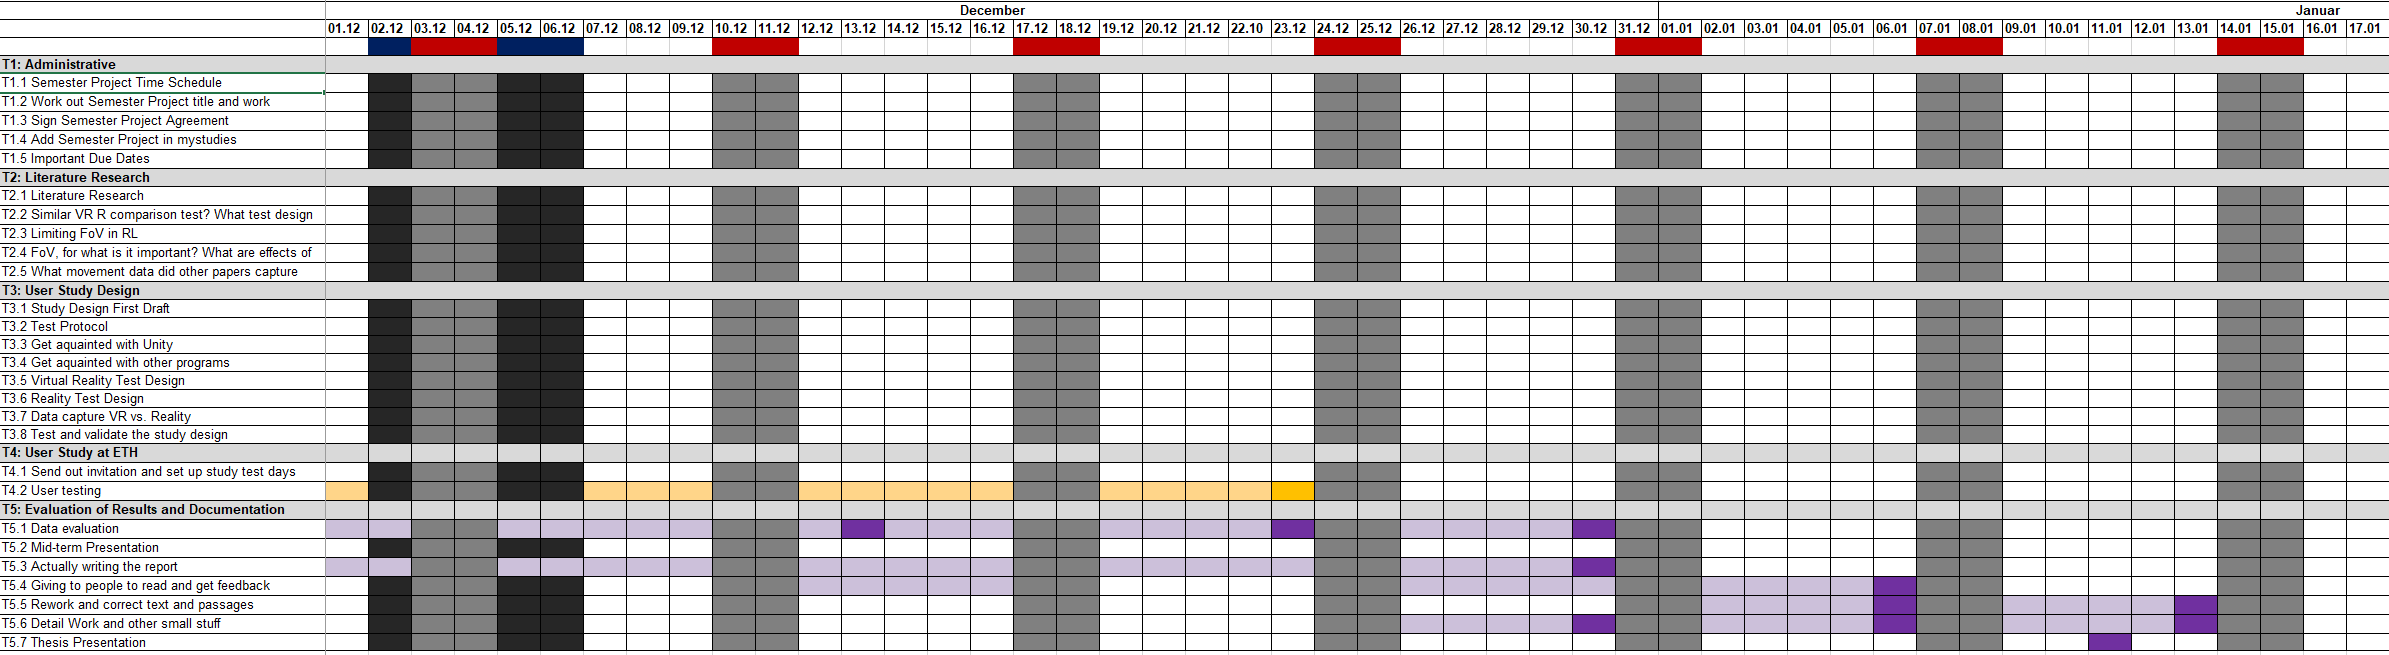 December Januar
01.12 02.12 03.12 04.12 05.12 06.12 07.12 08.12 09.12 10.12 11.12 12.12 13.12 14.12 15.12 16.12 17.12 18.12 19.12 20.12 21.12 22.10 23.12 24.12 25.12 26.12 27.12 28.12 29.12 30.12 31.12 01.01 02.01 03.01 04.01 05.01 06.01 07.01 08.01 09.01 10.01 11.01 12.01 13.01 14.01 15.01 16.01 17.01
T1: Administrative
T1.1 Semester Project Time Schedule
T1.2 Work out Semester Project title and work
T1.3 Sign Semester Project Agreement
T1.4 Add Semester Project in mystudies
T1.5 Important Due Dates
T2: Literature Research
T2.1 Literature Research
T2.2 Similar VR R comparison test? What test design
T2.3 Limiting FoV in RL
T2.4 FoV, for what is it important? What are effects of
T2.5 What movement data did other papers capture
T3: User Study Design
T3.1 Study Design First Draft
T3.2 Test Protocol
T3.3 Get aquainted with Unity
T3.4 Get aquainted with other programs
T3.5 Virtual Reality Test Design
T3.6 Reality Test Design
T3.7 Data capture VR vs. Reality
T3.8 Test and validate the study design
T4: User Study at ETH
T4.1 Send out invitation and set up study test days
T4.2 User testing
T5: Evaluation of Results and Documentation
T5.1 Data evaluation
T5.2 Mid-term Presentation
T5.3 Actually writing the report
T5.4 Giving to people to read and get feedback
T5.5 Rework and correct text and passages
T5.6 Detail Work and other small stuff
T5.7 Thesis Presentation